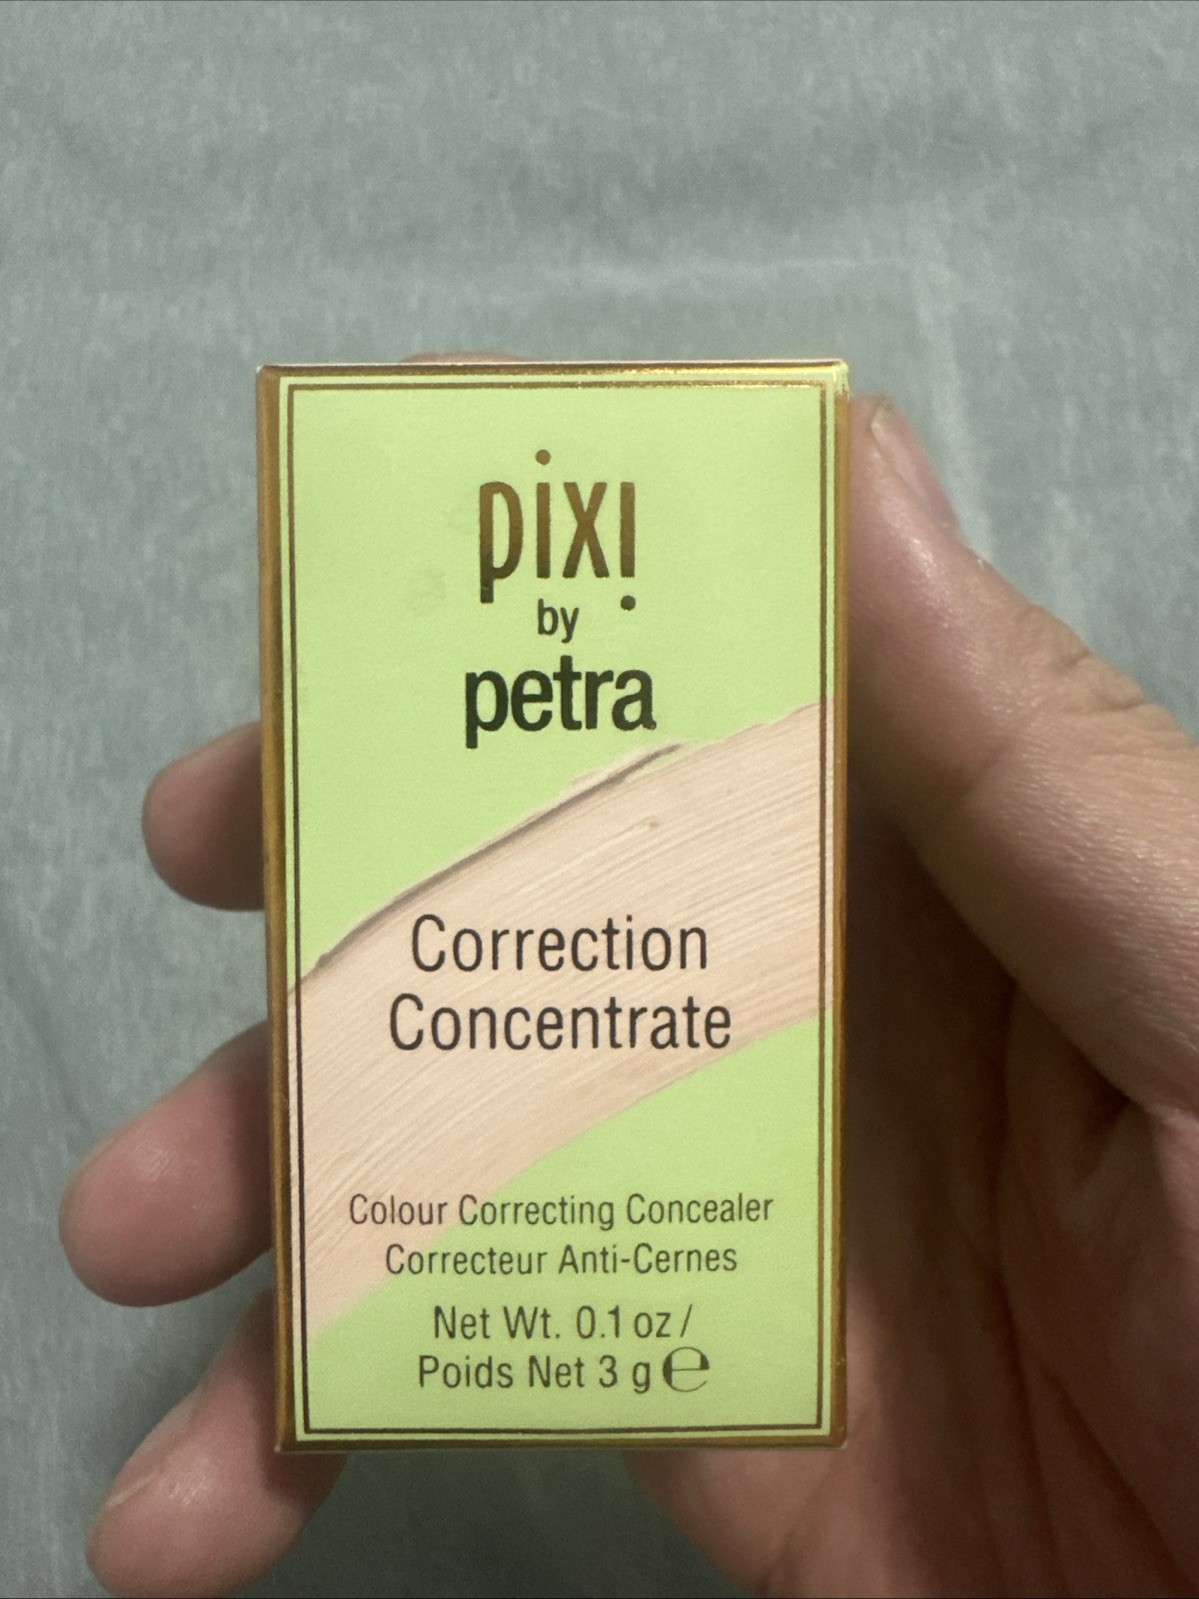 pixi
by
petra
Correction
Concentrate
Colour Correcting Concealer
Correcteur Anti-Cernes
Net Wt. 0.1 oz /
Poids Net 3 g ℮